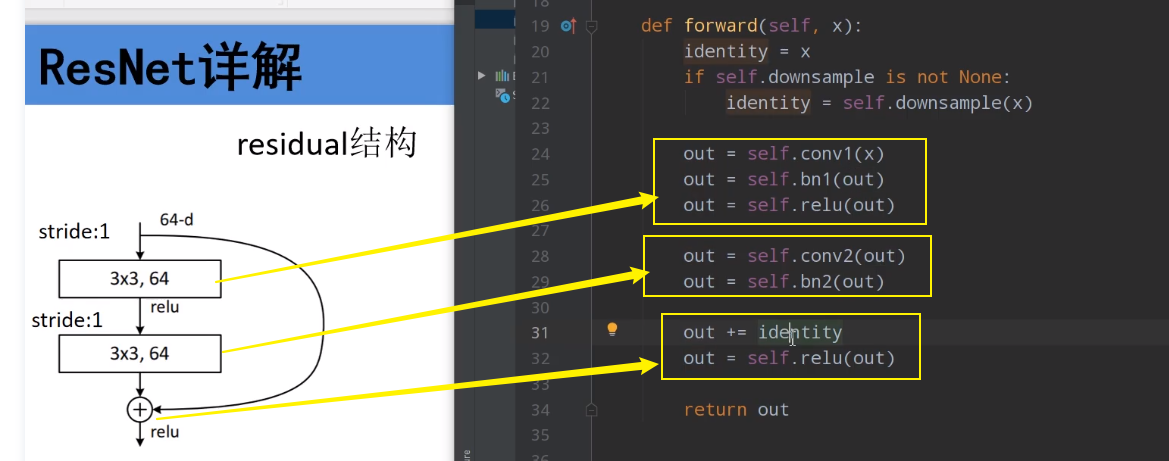 ResNet详解
residual结构
64-d
stride:1
3x3, 64
relu
stride:1
3x3, 64
+
relu
18
19 def forward(self, x):
20 identity = x
21 if self.downsample is not None:
22 identity = self.downsample(x)
23
24 out = self.conv1(x)
25 out = self.bn1(out)
26 out = self.relu(out)
27
28 out = self.conv2(out)
29 out = self.bn2(out)
30
31 out += identity
32 out = self.relu(out)
33
34 return out
35
36